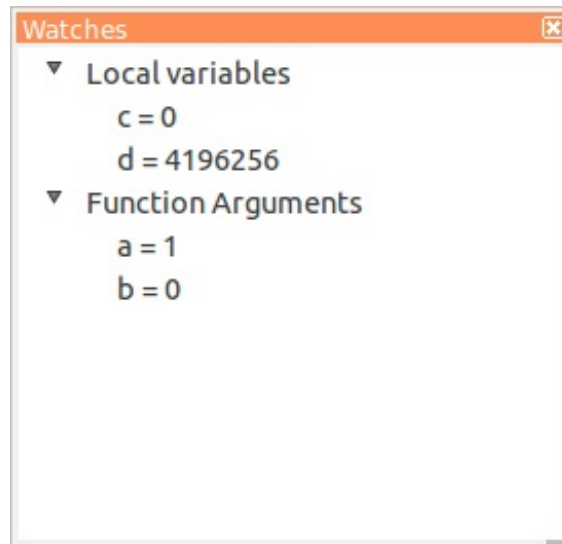 Watches
Local variables
c = 0
d = 4196256
Function Arguments
a = 1
b = 0